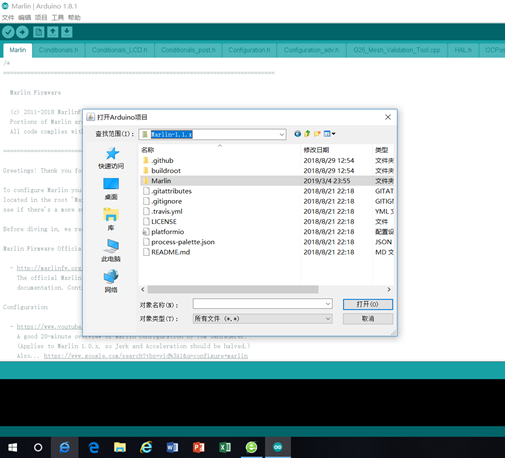 Marlin | Arduino 1.8.1
文件 编辑 项目 工具 帮助
Marlin Conditionals.h Conditionals_LCD.h Conditionals_post.h Configuration.h Configuration_adv.h G26_Mesh_Validation_Tool.cpp HAL.h I2CPos
/*
Marlin Firmware
(c) 2011-2018 MarlinF
Portions of Marlin are
All code complies wit
Greetings! Thank you fo
To configure Marlin you
located in the root 'Ma
see if there's a more s
Before diving in, we re
Marlin Firmware Officia
- http://marlinfw.org
The official Marlin
documentation. Cont
Configuration
- https://www.youtube
A good 20-minute overview of Marlin configuration by Tom Sanladerer.
(Applies to Marlin 1.0.x, so Jerk and Acceleration should be halved.)
Also... https://www.google.com/search?tbs=vid%3A1&q=configure+marlin
打开Arduino项目
查找范围(I): Marlin-1.1.x
快速访问
桌面
库
此电脑
网络
名称 修改日期 类型
.github 2018/8/29 12:54 文件夹
buildroot 2018/8/29 12:54 文件夹
Marlin 2019/3/4 23:55 文件夹
.gitattributes 2018/8/21 22:18 GITAT
.gitignore 2018/8/21 22:18 GITIG
.travis.yml 2018/8/21 22:18 YML 文
LICENSE 2018/8/21 22:18 文件
platformio 2018/8/21 22:18 配置设
process-palette.json 2018/8/21 22:18 JSON
README.md 2018/8/21 22:18 MD 文
对象名称(N): 打开(O)
对象类型(T): 所有文件 (*.*) 取消